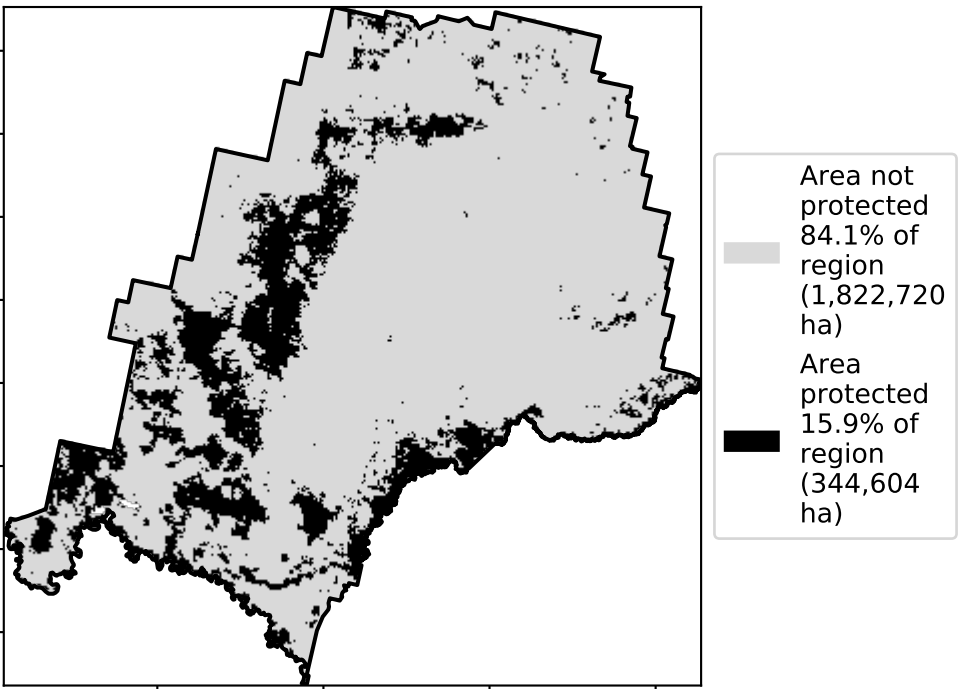 Area not
protected
84.1% of
region
(1,822,720
ha)
Area
protected
15.9% of
region
(344,604
ha)